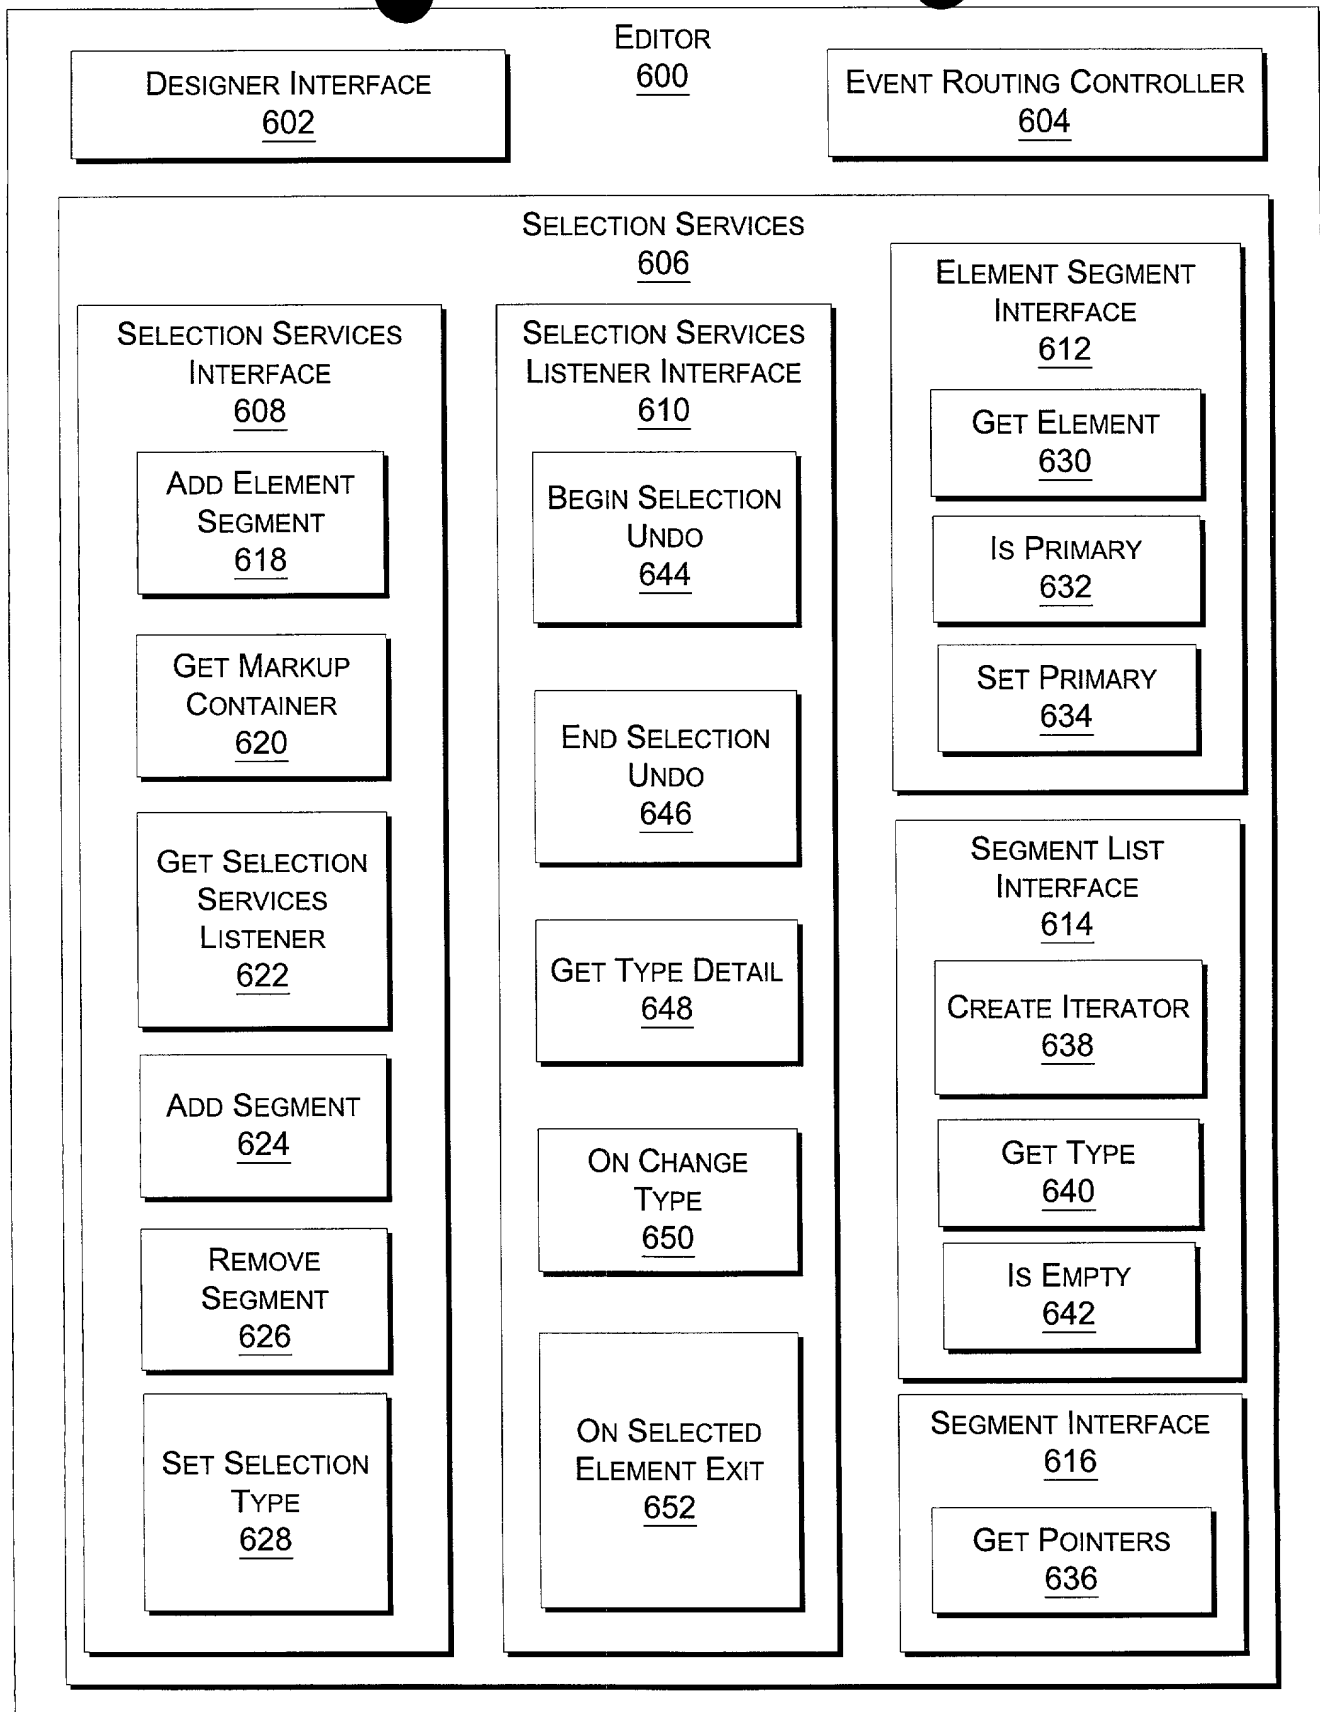 EDITOR
600
DESIGNER INTERFACE
602
EVENT ROUTING CONTROLLER
604
SELECTION SERVICES
606
SELECTION SERVICES
INTERFACE
608
ADD ELEMENT
SEGMENT
618
GET MARKUP
CONTAINER
620
GET SELECTION
SERVICES
LISTENER
622
ADD SEGMENT
624
REMOVE
SEGMENT
626
SET SELECTION
TYPE
628
SELECTION SERVICES
LISTENER INTERFACE
610
BEGIN SELECTION
UNDO
644
END SELECTION
UNDO
646
GET TYPE DETAIL
648
ON CHANGE
TYPE
650
ON SELECTED
ELEMENT EXIT
652
ELEMENT SEGMENT
INTERFACE
612
GET ELEMENT
630
IS PRIMARY
632
SET PRIMARY
634
SEGMENT LIST
INTERFACE
614
CREATE ITERATOR
638
GET TYPE
640
IS EMPTY
642
SEGMENT INTERFACE
616
GET POINTERS
636